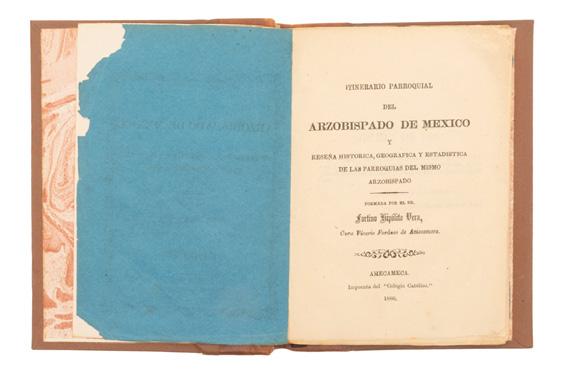 ITINERARIO PARROQUIAL
DEL
ARZOBISPADO DE MEXICO
Y
RESEÑA HISTORICA, GEOGRAFICA Y ESTADISTICA
DE LAS PARROQUIAS DEL MISMO
ARZOBISPADO
FORMADA POR EL SR.
Fortino Hipólito Vera,
Cura Vicario Foráneo de Amecameca.
AMECAMECA.
Imprenta del "Colegio Católico."
1880.